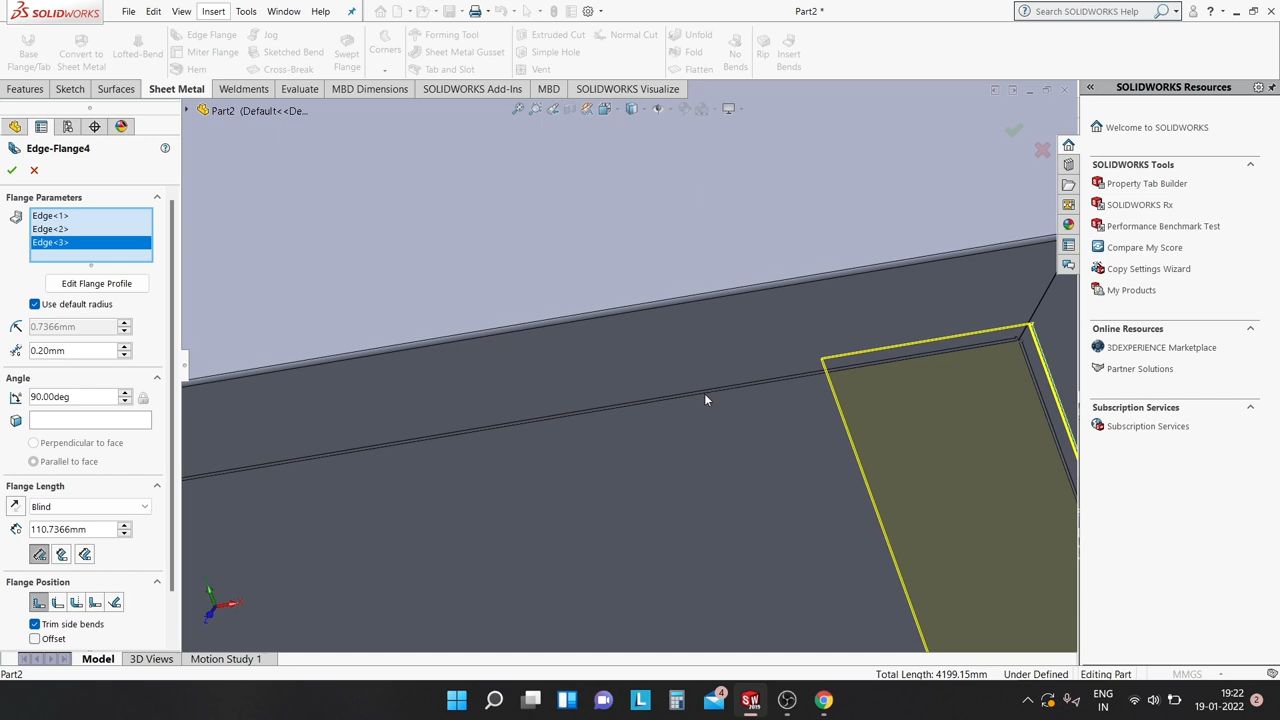 SOLIDWORKS File Edit View Insert Tools Window Help Part2 * Search SOLIDWORKS Help
Base Flange/Tab
Convert to Sheet Metal
Lofted-Bend
Edge Flange
Miter Flange
Hem
Jog
Sketched Bend
Cross-Break
Swept Flange
Corners
Forming Tool
Sheet Metal Gusset
Tab and Slot
Extruded Cut
Simple Hole
Vent
Normal Cut
Unfold
Fold
Flatten
No Bends
Rip
Insert Bends
Features Sketch Surfaces Sheet Metal Weldments Evaluate MBD Dimensions SOLIDWORKS Add-Ins MBD SOLIDWORKS Visualize
Part2 (Default<<De...
Edge-Flange4
Flange Parameters
Edge<1>
Edge<2>
Edge<3>
Edit Flange Profile
Use default radius
0.7366mm
0.20mm
Angle
90.00deg
Perpendicular to face
Parallel to face
Flange Length
Blind
110.7366mm
Flange Position
Trim side bends
Offset
SOLIDWORKS Resources
Welcome to SOLIDWORKS
SOLIDWORKS Tools
Property Tab Builder
SOLIDWORKS Rx
Performance Benchmark Test
Compare My Score
Copy Settings Wizard
My Products
Online Resources
3DEXPERIENCE Marketplace
Partner Solutions
Subscription Services
Subscription Services
Model 3D Views Motion Study 1
Part2 Total Length: 4199.15mm Under Defined Editing Part MMGS
4
SW 2019
ENG
IN
19:22
19-01-2022
2